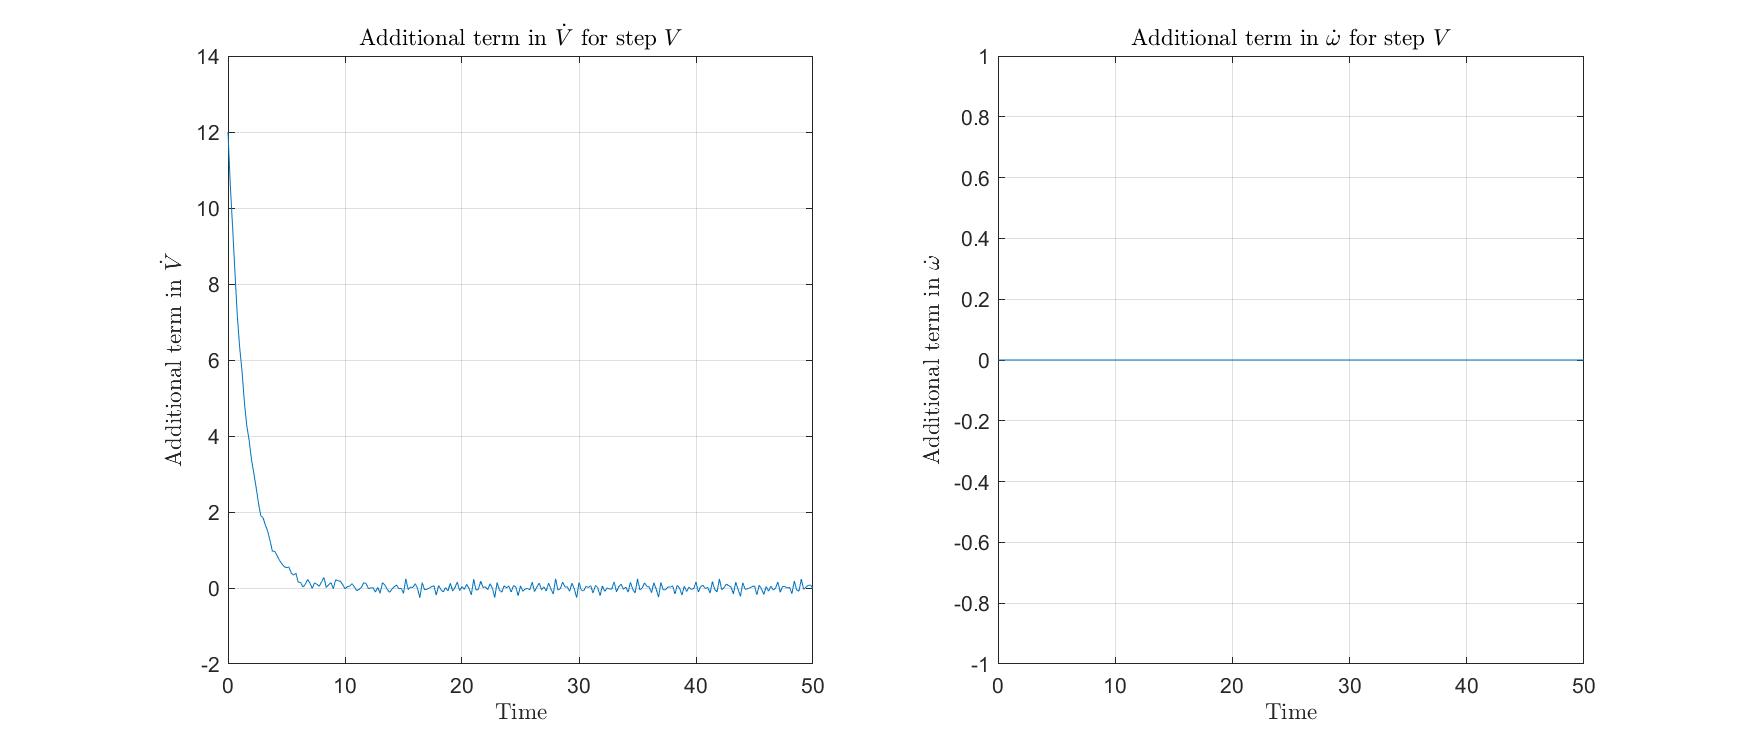 Additional term in V̇ for step V
14
12
10
8
6
4
2
0
-2
Additional term in V̇
0 10 20 30 40 50
Time
Additional term in ω̇ for step V
1
0.8
0.6
0.4
0.2
0
-0.2
-0.4
-0.6
-0.8
-1
Additional term in ω̇
0 10 20 30 40 50
Time